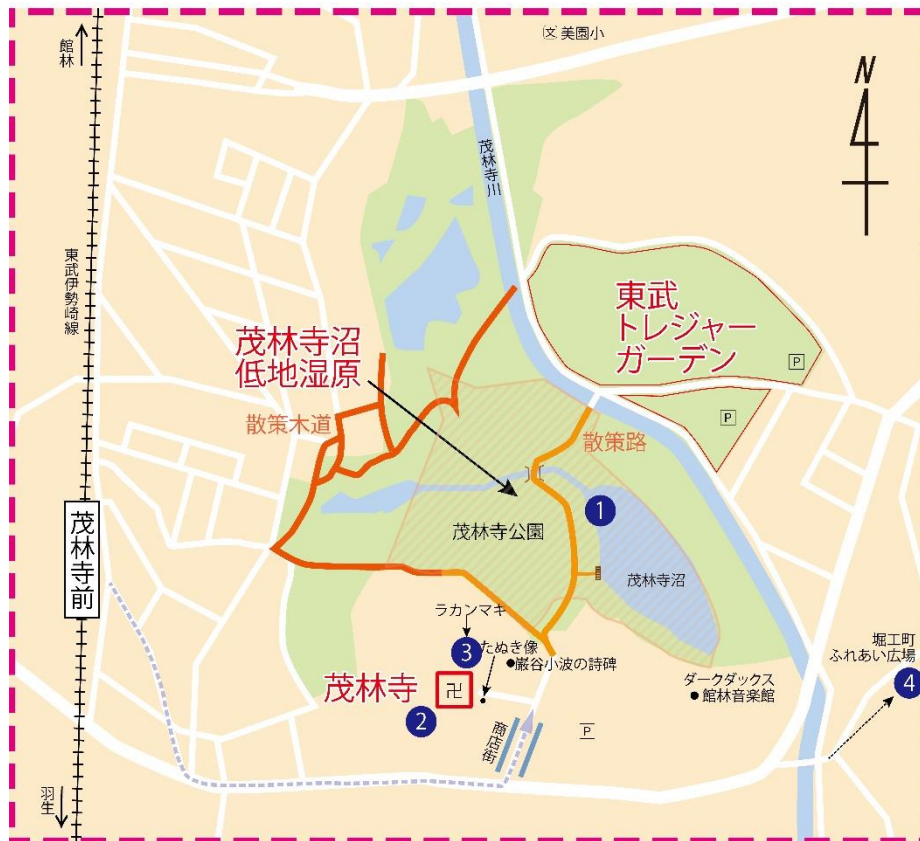 館林
㊫ 美園小
N
茂林寺川
東武伊勢崎線
東武
トレジャー
ガーデン
P
P
茂林寺沼
低地湿原
散策木道
散策路
1
茂林寺公園
茂林寺沼
茂林寺前
ラカンマキ
3
たぬき像
巌谷小波の詩碑
茂林寺
卍
2
商店街
P
ダークダックス
館林音楽館
堀工町
ふれあい広場
4
羽生